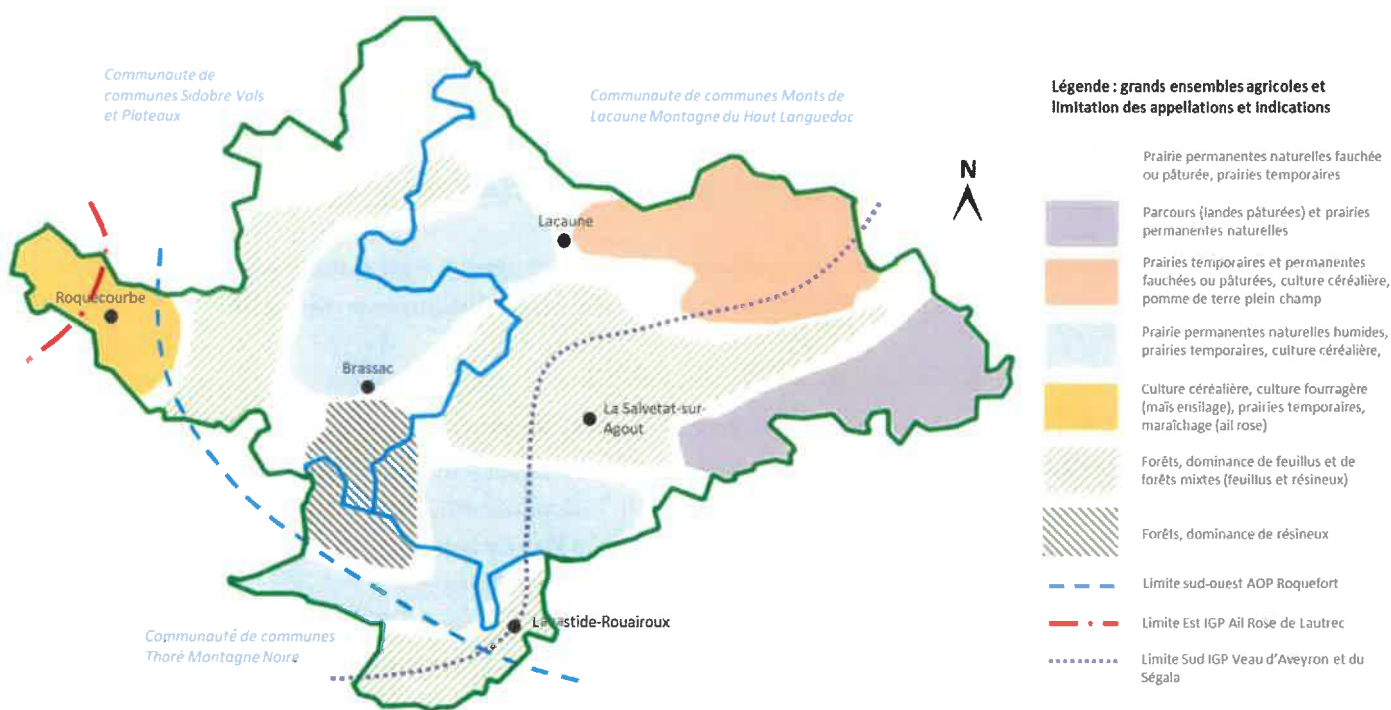 Communauté de
communes Sidobre Vals
et Plateaux
Communauté de communes Monts de
Lacaune Montagne du Haut Languedoc
N
Lacaune
Roquecourbe
Brassac
La Salvetat-sur-
Agout
Labastide-Rouairoux
Communauté de communes
Thoré Montagne Noire
Légende : grands ensembles agricoles et
limitation des appellations et indications
Prairie permanentes naturelles fauchée
ou pâturée, prairies temporaires
Parcours (landes pâturées) et prairies
permanentes naturelles
Prairies temporaires et permanentes
fauchées ou pâturées, culture céréalière,
pomme de terre plein champ
Prairie permanentes naturelles humides,
prairies temporaires, culture céréalière,
Culture céréalière, culture fourragère
(maïs ensilage), prairies temporaires,
maraîchage (ail rose)
Forêts, dominance de feuillus et de
forêts mixtes (feuillus et résineux)
Forêts, dominance de résineux
Limite sud-ouest AOP Roquefort
Limite Est IGP Ail Rose de Lautrec
Limite Sud IGP Veau d'Aveyron et du
Ségala